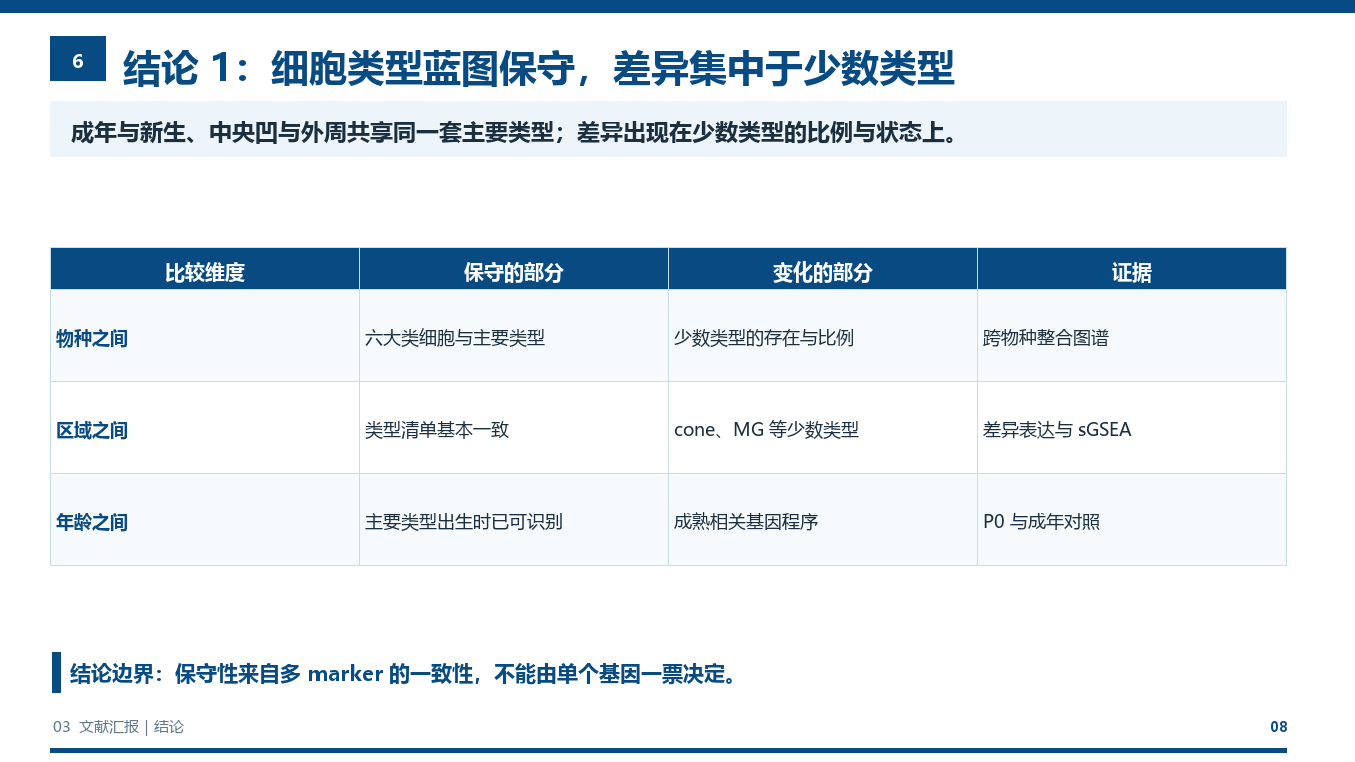 6
结论 1：细胞类型蓝图保守，差异集中于少数类型
成年与新生、中央凹与外周共享同一套主要类型；差异出现在少数类型的比例与状态上。
比较维度 保守的部分 变化的部分 证据
物种之间 六大类细胞与主要类型 少数类型的存在与比例 跨物种整合图谱
区域之间 类型清单基本一致 cone、MG 等少数类型 差异表达与 sGSEA
年龄之间 主要类型出生时已可识别 成熟相关基因程序 P0 与成年对照
结论边界：保守性来自多 marker 的一致性，不能由单个基因一票决定。
03 文献汇报｜结论
08